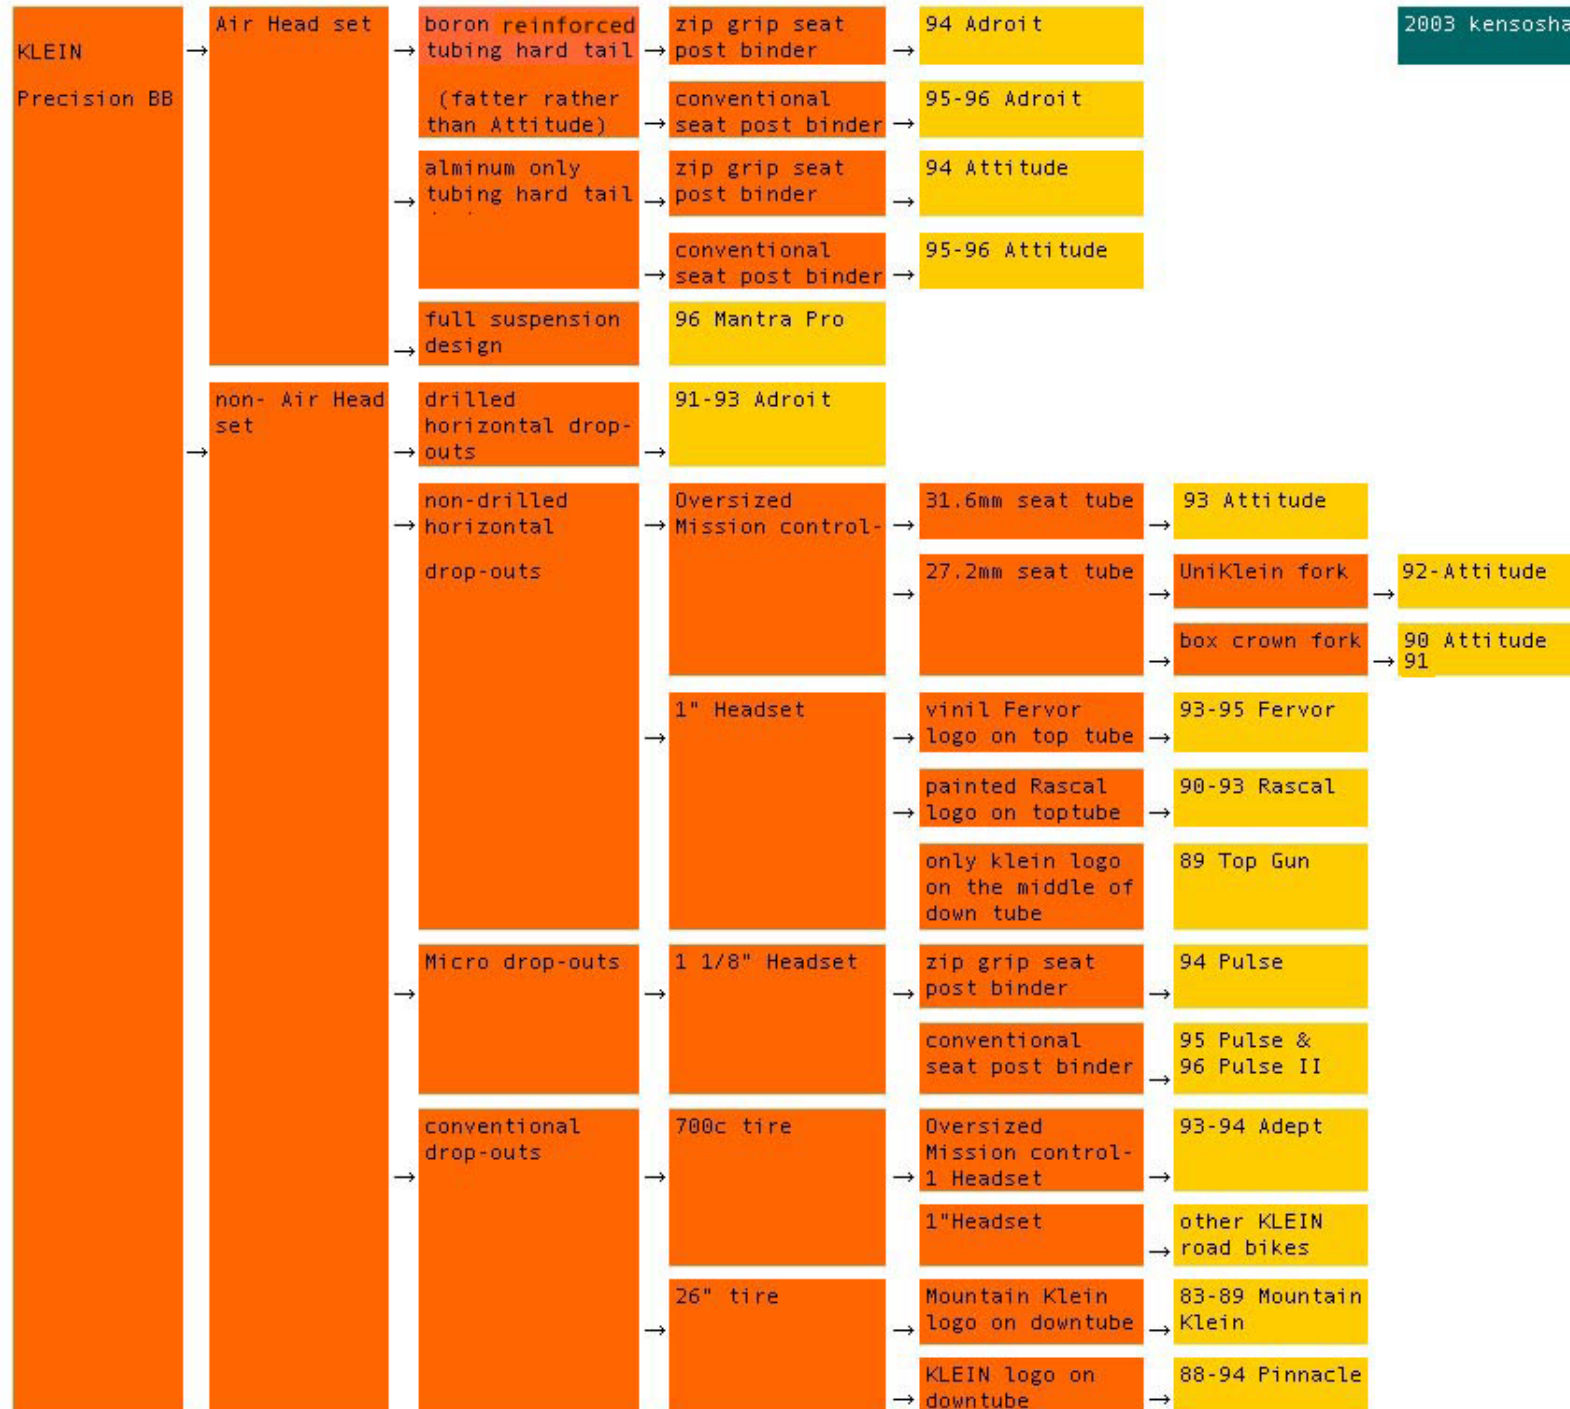 KLEIN
Precision BB
→
Air Head set
→
boron reinforced
tubing hard tail
(fatter rather
than Attitude)
→
zip grip seat
post binder
→
94 Adroit
2003 kensosha
→
conventional
seat post binder
→
95-96 Adroit
→
alminum only
tubing hard tail
→
zip grip seat
post binder
→
94 Attitude
→
conventional
seat post binder
→
95-96 Attitude
→
full suspension
design
96 Mantra Pro
→
non- Air Head
set
→
drilled
horizontal drop-
outs
→
91-93 Adroit
→
non-drilled
horizontal
drop-outs
→
Oversized
Mission control-
→
31.6mm seat tube
→
93 Attitude
→
27.2mm seat tube
→
UniKlein fork
→
92-Attitude
→
box crown fork
→
90 Attitude
91
→
1" Headset
→
vinil Fervor
logo on top tube
→
93-95 Fervor
→
painted Rascal
logo on toptube
→
90-93 Rascal
only klein logo
on the middle of
down tube
89 Top Gun
→
Micro drop-outs
→
1 1/8" Headset
→
zip grip seat
post binder
→
94 Pulse
conventional
seat post binder
→
95 Pulse &
96 Pulse II
→
conventional
drop-outs
→
700c tire
→
Oversized
Mission control-
1 Headset
→
93-94 Adept
1"Headset
→
other KLEIN
road bikes
→
26" tire
→
Mountain Klein
logo on downtube
→
83-89 Mountain
Klein
→
KLEIN logo on
downtube
→
88-94 Pinnacle